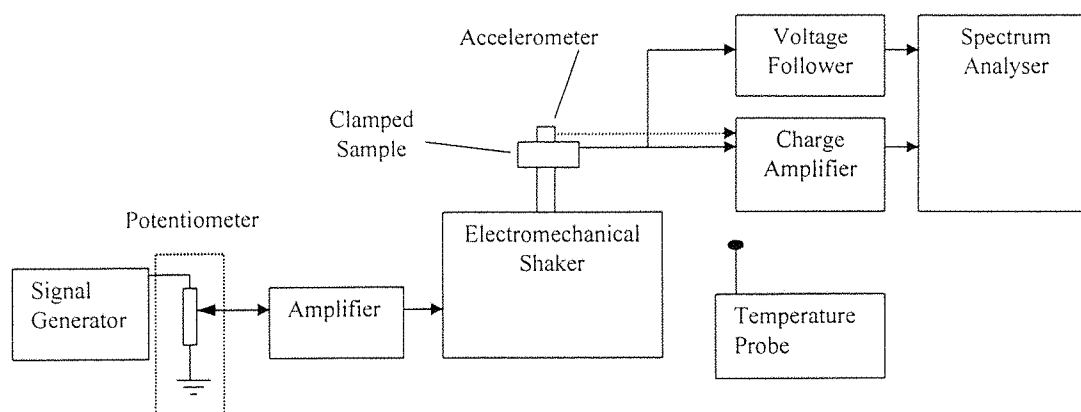 Accelerometer
Voltage
Follower
Spectrum
Analyser
Clamped
Sample
Charge
Amplifier
Potentiometer
Electromechanical
Shaker
Signal
Generator
Amplifier
Temperature
Probe